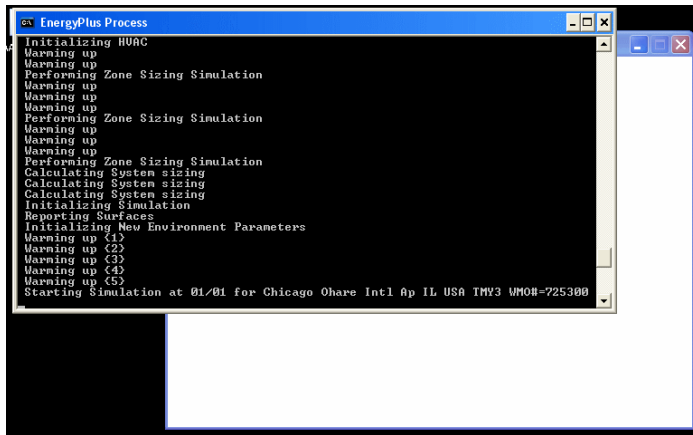 EnergyPlus Process
Initializing HVAC
Warming up
Warming up
Performing Zone Sizing Simulation
Warming up
Warming up
Warming up
Performing Zone Sizing Simulation
Warming up
Warming up
Warming up
Performing Zone Sizing Simulation
Calculating System sizing
Calculating System sizing
Calculating System sizing
Initializing Simulation
Reporting Surfaces
Initializing New Environment Parameters
Warming up {1}
Warming up {2}
Warming up {3}
Warming up {4}
Warming up {5}
Starting Simulation at 01/01 for Chicago Ohare Intl Ap IL USA TMY3 WMO#=725300